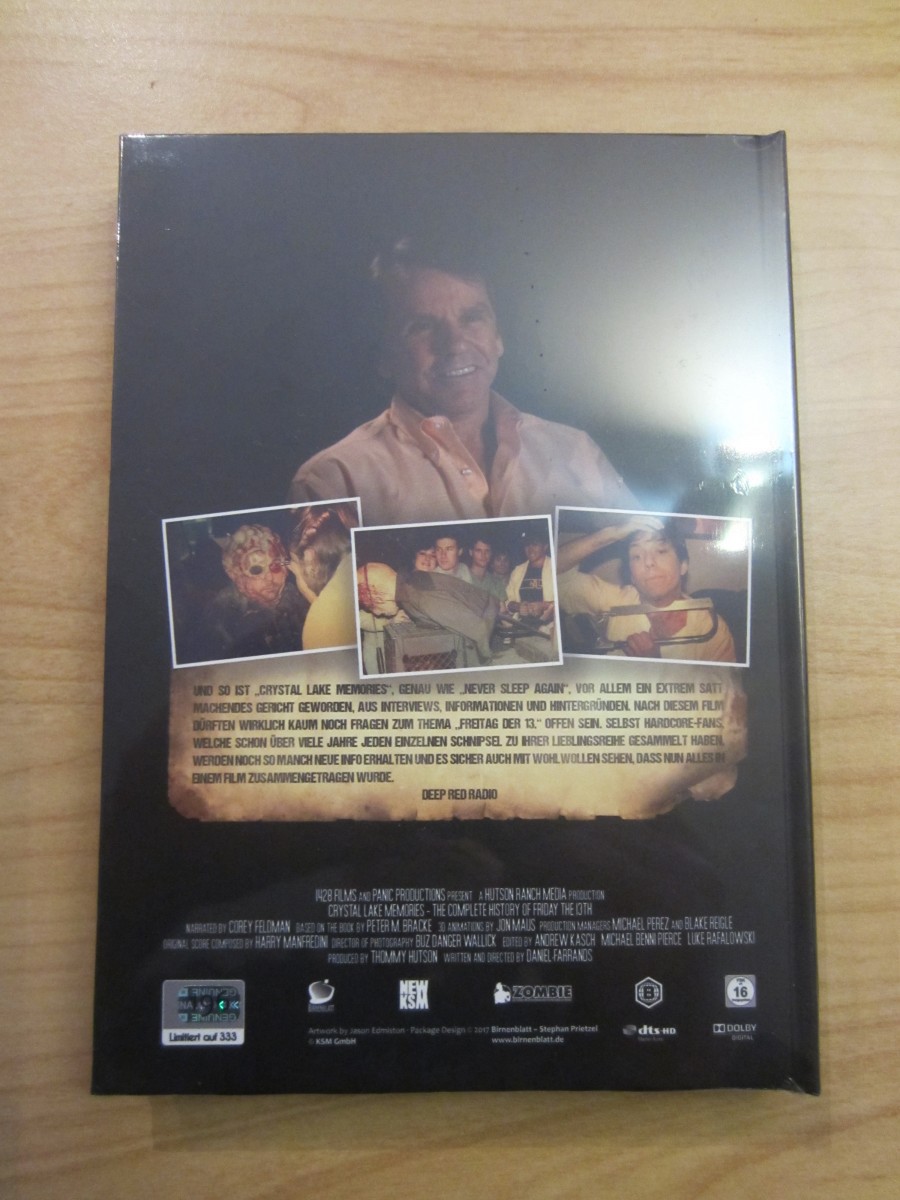 UND SO IST „CRYSTAL LAKE MEMORIES“, GENAU WIE „NEVER SLEEP AGAIN“, VOR ALLEM EIN EXTREM SATT
MACHENDES GERICHT GEWORDEN, AUS INTERVIEWS, INFORMATIONEN UND HINTERGRÜNDEN. NACH DIESEM FILM
DÜRFTEN WIRKLICH KAUM NOCH FRAGEN ZUM THEMA „FREITAG DER 13.“ OFFEN SEIN. SELBST HARDCORE-FANS,
WELCHE SCHON ÜBER VIELE JAHRE JEDEN EINZELNEN SCHNIPSEL ZU IHRER LIEBLINGSREIHE GESAMMELT HABEN,
WERDEN NOCH SO MANCH NEUE INFO ERHALTEN UND ES SICHER AUCH MIT WOHLWOLLEN SEHEN, DASS NUN ALLES IN
EINEM FILM ZUSAMMENGETRAGEN WURDE.
DEEP RED RADIO
1428 FILMS AND PANIC PRODUCTIONS PRESENT A HUTSON RANCH MEDIA PRODUCTION
CRYSTAL LAKE MEMORIES - THE COMPLETE HISTORY OF FRIDAY THE 13TH
NARRATED BY COREY FELDMAN BASED ON THE BOOK BY PETER M. BRACKE 3D ANIMATIONS BY JON MAUS PRODUCTION MANAGERS MICHAEL PEREZ AND BLAKE REIGLE
ORIGINAL SCORE COMPOSED BY HARRY MANFREDINI DIRECTOR OF PHOTOGRAPHY BUZ DANGER WALLICK EDITED BY ANDREW KASCH MICHAEL BENNI PIERCE LUKE RAFALOWSKI
PRODUCED BY THOMMY HUTSON WRITTEN AND DIRECTED BY DANIEL FARRANDS
GENUINE
Limitiert auf 333
NEW
KSM
ZOMBIE
16
Artwork by Jason Edmiston - Package Design © 2017 Birnenblatt – Stephan Prietzel
© KSM GmbH
www.birnenblatt.de
dts-HD
DOLBY
DIGITAL